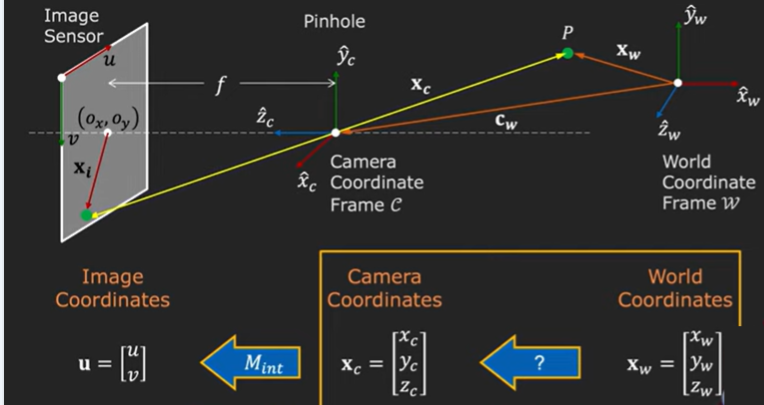 Image
Sensor
Pinhole
u
f
ŷ_c
P
x_w
ŷ_w
x_c
x̂_w
(o_x, o_y)
ẑ_c
c_w
ẑ_w
v
x_i
x̂_c
Camera
Coordinate
Frame 𝒞
World
Coordinate
Frame 𝒲
Image
Coordinates
Camera
Coordinates
World
Coordinates
u = [u v]
M_int
x_c = [x_c y_c z_c]
?
x_w = [x_w y_w z_w]